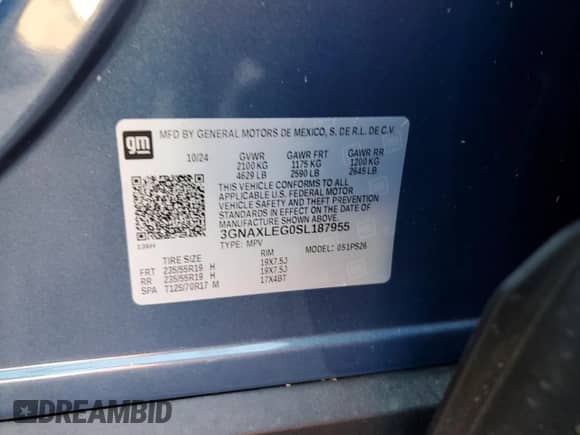 gm
MFD BY GENERAL MOTORS DE MEXICO, S. DE R.L. DE C.V.
10/24 GVWR GAWR FRT GAWR RR
2100 KG 1175 KG 1200 KG
4629 LB 2590 LB 2645 LB
THIS VEHICLE CONFORMS TO ALL
APPLICABLE U.S. FEDERAL MOTOR
VEHICLE SAFETY AND THEFT PREVENTION
STANDARDS IN EFFECT ON THE DATE OF
MANUFACTURE SHOWN ABOVE.
3GNAXLEG0SL187955
TYPE: MPV MODEL: 051PS26
TIRE SIZE RIM
FRT 235/55R19 H 19X7.5J
RR 235/55R19 H 19X7.5J
SPA T125/70R17 M 17X4BT
DREAMBID